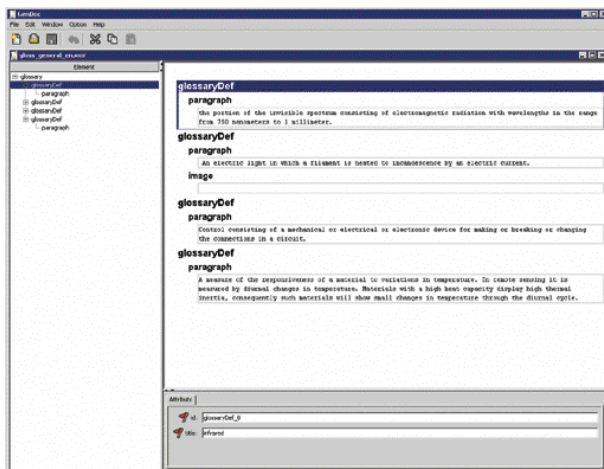 GenDoc
File Edit Window Option Help
gloss_general_en.xml
Element
glossary
glossaryDef
paragraph
glossaryDef
glossaryDef
glossaryDef
paragraph
glossaryDef
paragraph
the portion of the invisible spectrum consisting of electromagnetic radiation with wavelengths in the range
from 750 nanometers to 1 millimeter.
glossaryDef
paragraph
An electric light in which a filament is heated to incandescence by an electric current.
image
glossaryDef
paragraph
Control consisting of a mechanical or electrical or electronic device for making or breaking or changing
the connections in a circuit.
glossaryDef
paragraph
A measure of the responsiveness of a material to variations in temperature. In remote sensing it is
measured by diurnal changes in temperature. Materials with a high heat capacity display high thermal
inertia, consequently such materials will show small changes in temperature through the diurnal cycle.
Attributs
id: glossaryDef_0
title: infrared